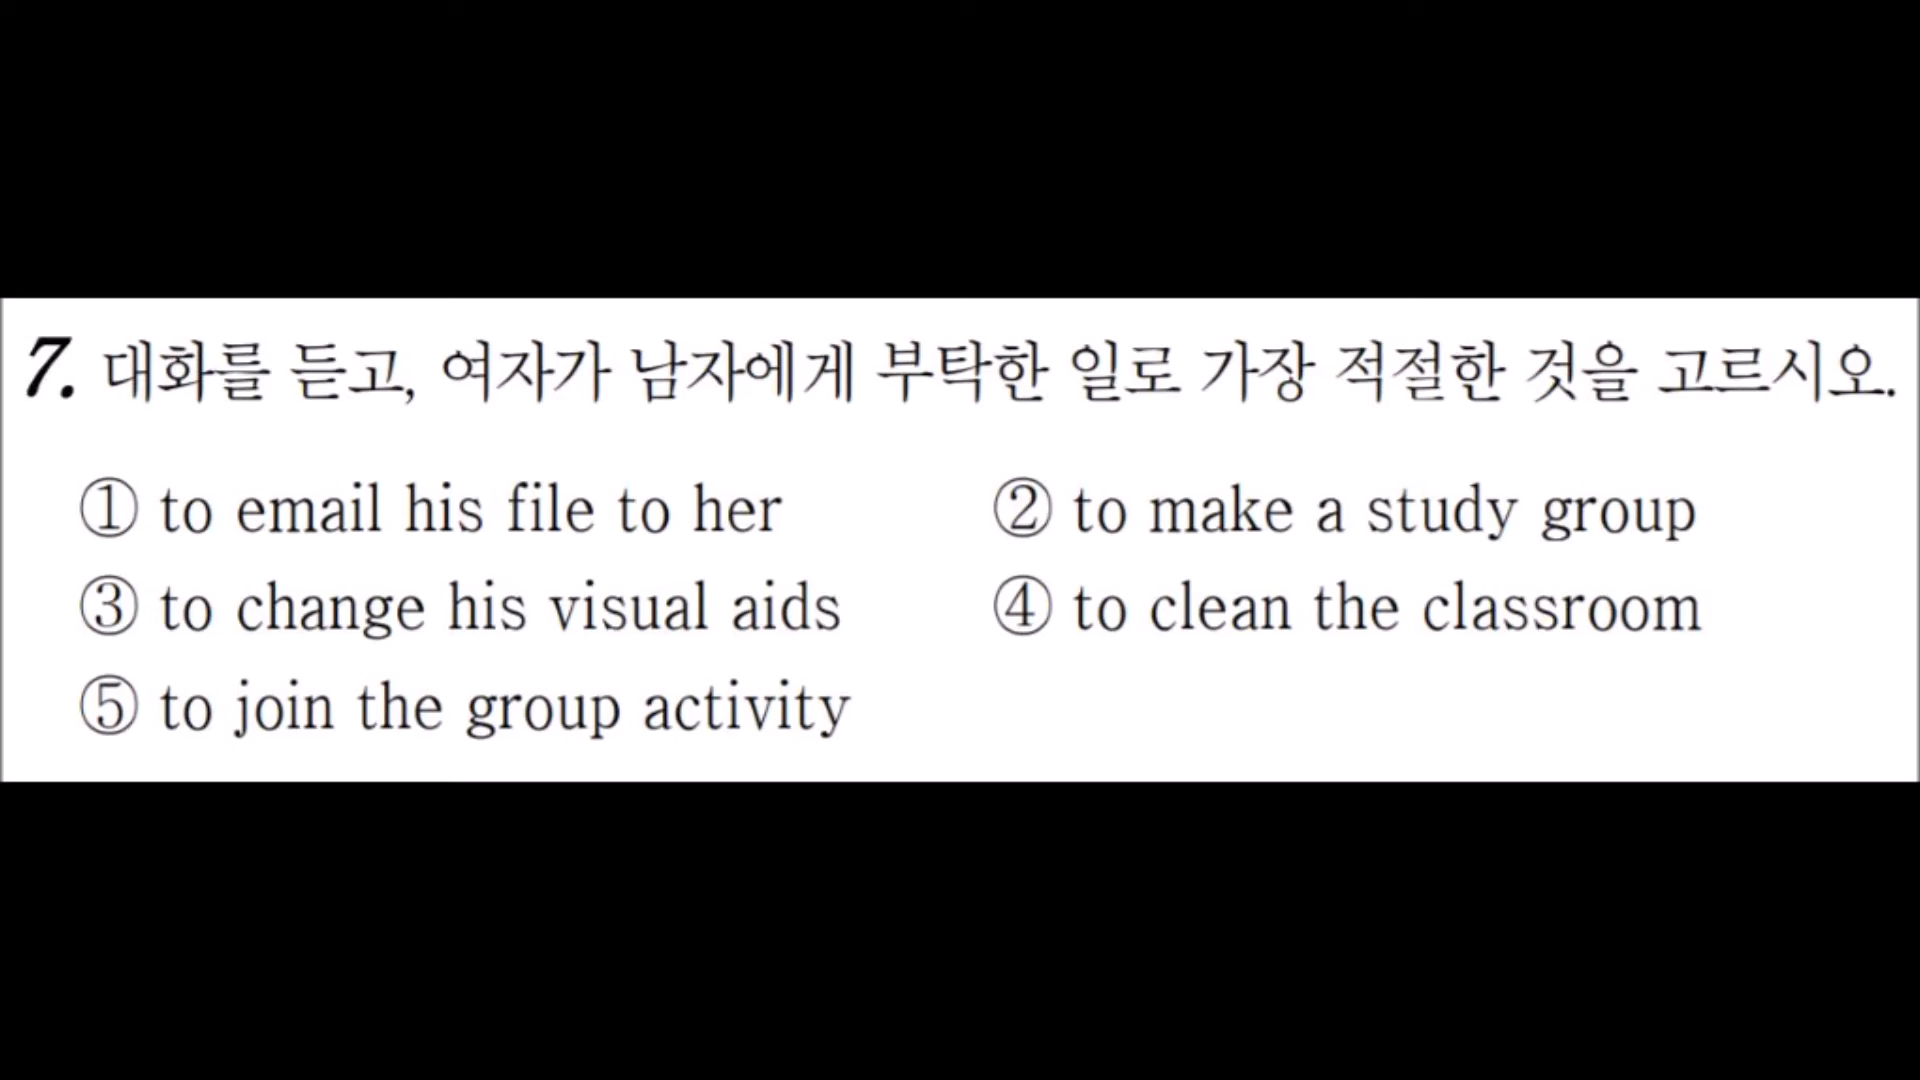 7. 대화를 듣고, 여자가 남자에게 부탁한 일로 가장 적절한 것을 고르시오.
① to email his file to her ② to make a study group
③ to change his visual aids ④ to clean the classroom
⑤ to join the group activity